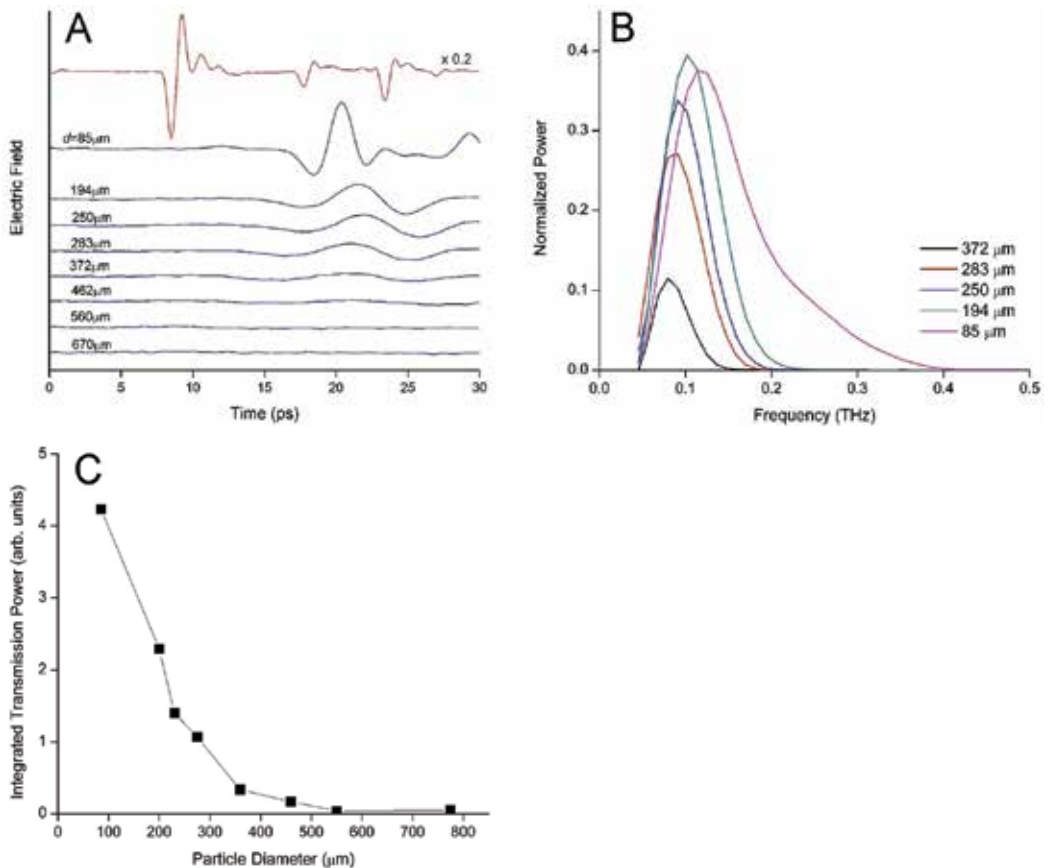 A
x 0.2
d=85μm
194μm
250μm
283μm
372μm
462μm
560μm
670μm
Electric Field
0 5 10 15 20 25 30
Time (ps)
B
0.4
0.3
0.2
0.1
0.0
Normalized Power
372 μm
283 μm
250 μm
194 μm
85 μm
0.0 0.1 0.2 0.3 0.4 0.5
Frequency (THz)
C
5
4
3
2
1
0
Integrated Transmission Power (arb. units)
0 100 200 300 400 500 600 700 800
Particle Diameter (μm)